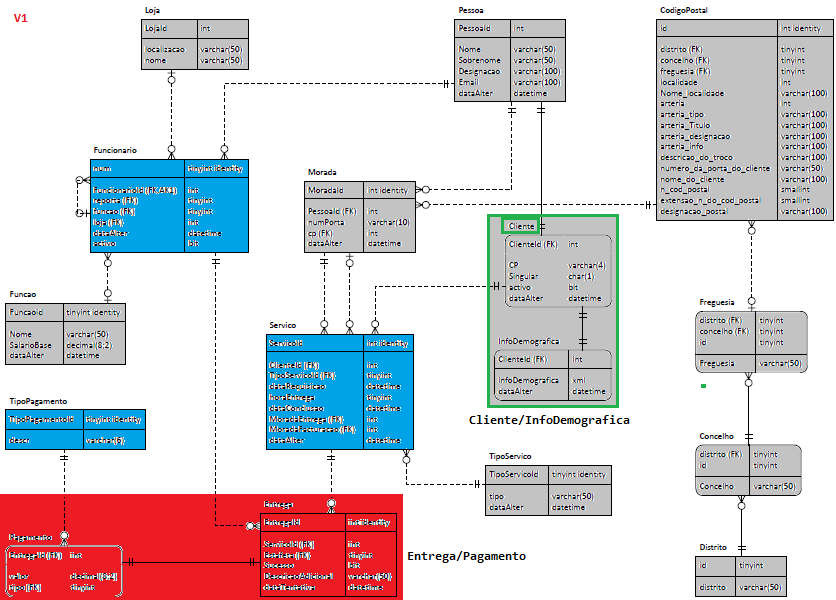 V1
Loja
LojaId int
localizacao varchar(50)
nome varchar(50)
Pessoa
PessoaId int
Nome varchar(50)
Sobrenome varchar(50)
Designacao varchar(100)
Email varchar(100)
dataAlter datetime
CodigoPostal
id int identity
distrito (FK) tinyint
concelho (FK) tinyint
freguesia (FK) tinyint
localidade int
Nome_localidade varchar(100)
arteria int
arteria_tipo varchar(100)
arteria_Titulo varchar(100)
arteria_designacao varchar(100)
arteria_info varchar(100)
descricao_do_troco varchar(100)
numero_da_porta_do_cliente varchar(50)
nome_do_cliente varchar(100)
n_cod_postal smallint
extensao_n_do_cod_postal smallint
designacao_postal varchar(100)
Funcionario
num tinyint identity
FuncionarioId (FK) (AK1) int
reporta (FK) tinyint
funcao (FK) tinyint
loja (FK) int
dataAlter datetime
activo bit
Morada
MoradaId int identity
PessoaId (FK) int
numPorta varchar(10)
cp (FK) int
dataAlter datetime
Cliente
ClienteId (FK) int
CP varchar(4)
Singular char(1)
activo bit
dataAlter datetime
InfoDemografica
ClienteId (FK) int
InfoDemografica xml
dataAlter datetime
Cliente/InfoDemografica
Funcao
FuncaoId tinyint identity
Nome varchar(50)
SalarioBase decimal(8;2)
dataAlter datetime
Servico
ServicoId int identity
ClienteId (FK) int
TipoServicoId (FK) tinyint
dataRequisicao datetime
horaEntrega tinyint
dataConclusao datetime
MoradaEntrega (FK) int
MoradaFacturacao (FK) int
dataAlter datetime
Freguesia
distrito (FK) tinyint
concelho (FK) tinyint
id tinyint
Freguesia varchar(50)
TipoPagamento
TipoPagamentoId tinyint identity
descr varchar(6)
Concelho
distrito (FK) tinyint
id tinyint
Concelho varchar(50)
TipoServico
TipoServicoId tinyint identity
tipo varchar(50)
dataAlter datetime
Entrega
EntregaId int identity
ServicoId (FK) int
Estafeta (FK) tinyint
Sucesso bit
DescricaoAdicional varchar(50)
dataTentativa datetime
Pagamento
EntregaId (FK) int
valor
tipo (FK) tinyint
Entrega/Pagamento
Distrito
id tinyint
distrito varchar(50)